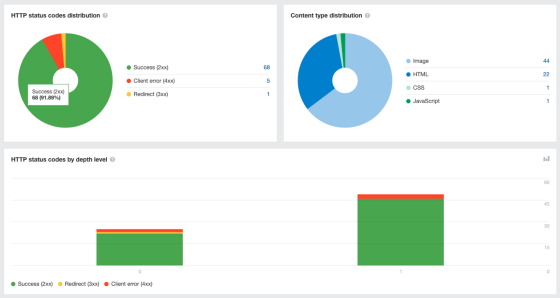 HTTP status codes distribution
Success (2xx) 68
Client error (4xx) 5
Redirect (3xx) 1
Success (2xx)
68 (91.89%)
Content type distribution
Image 44
HTML 22
CSS 1
JavaScript 1
HTTP status codes by depth level
60
45
30
15
0
0 1
Success (2xx) Redirect (3xx) Client error (4xx)